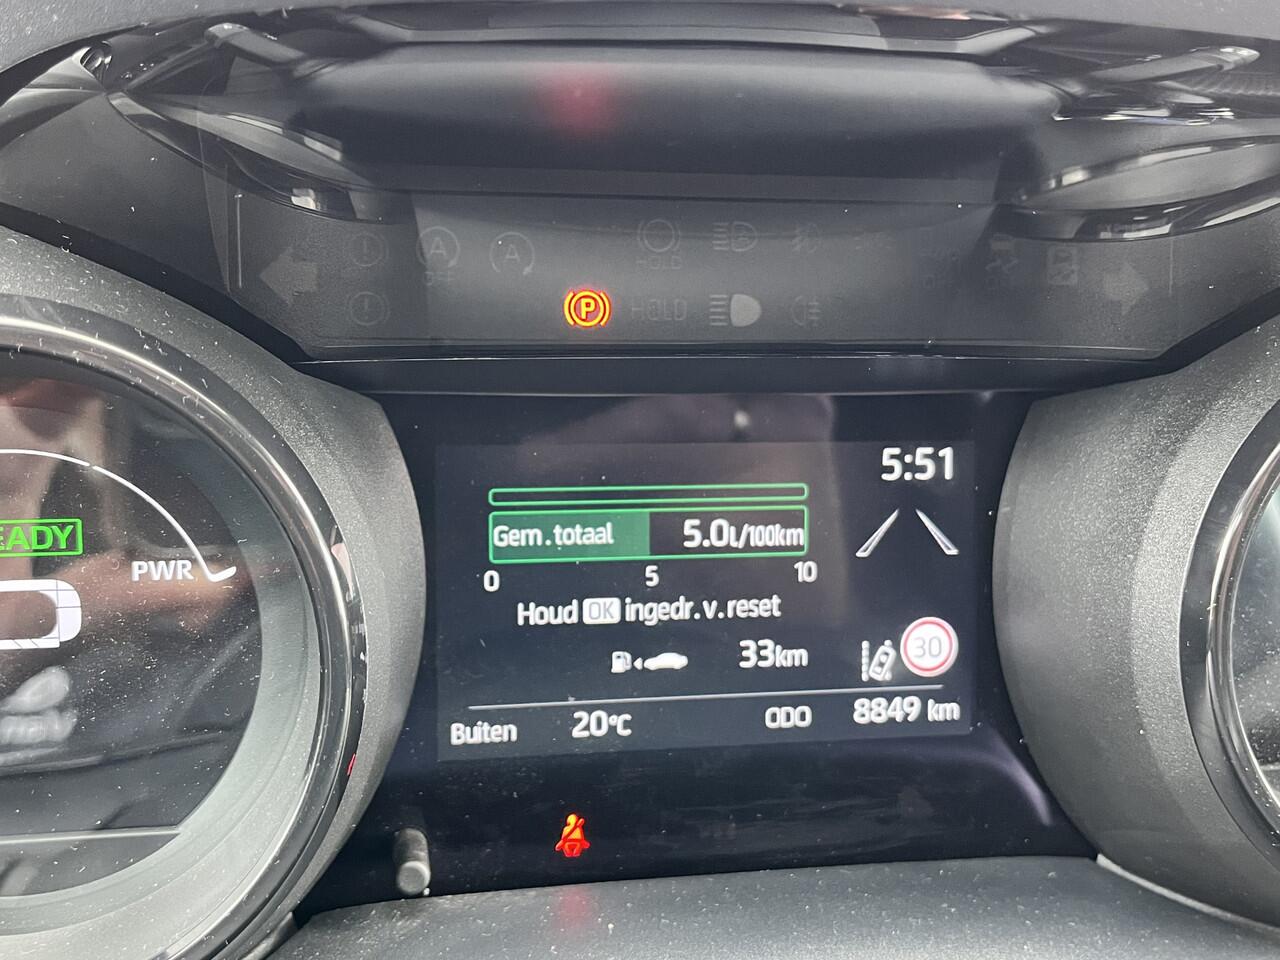 HOLD
P
HOLD
5:51
Gem.totaal 5.0L/100km
0 5 10
Houd OK ingedr.v.reset
33km
30
Buiten 20°C ODO 8849 km
EADY
PWR